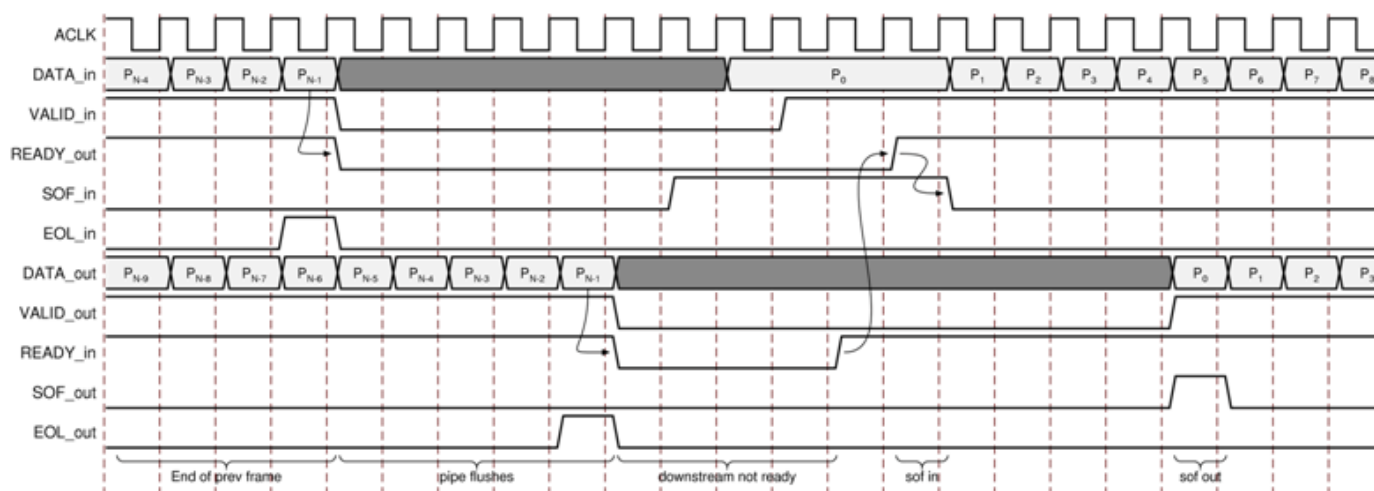 ACLK
DATA_in P_N-4 P_N-3 P_N-2 P_N-1 P_0 P_1 P_2 P_3 P_4 P_5 P_6 P_7 P_8
VALID_in
READY_out
SOF_in
EOL_in
DATA_out P_N-9 P_N-8 P_N-7 P_N-6 P_N-5 P_N-4 P_N-3 P_N-2 P_N-1 P_0 P_1 P_2 P_3
VALID_out
READY_in
SOF_out
EOL_out
End of prev frame pipe flushes downstream not ready sof in sof out